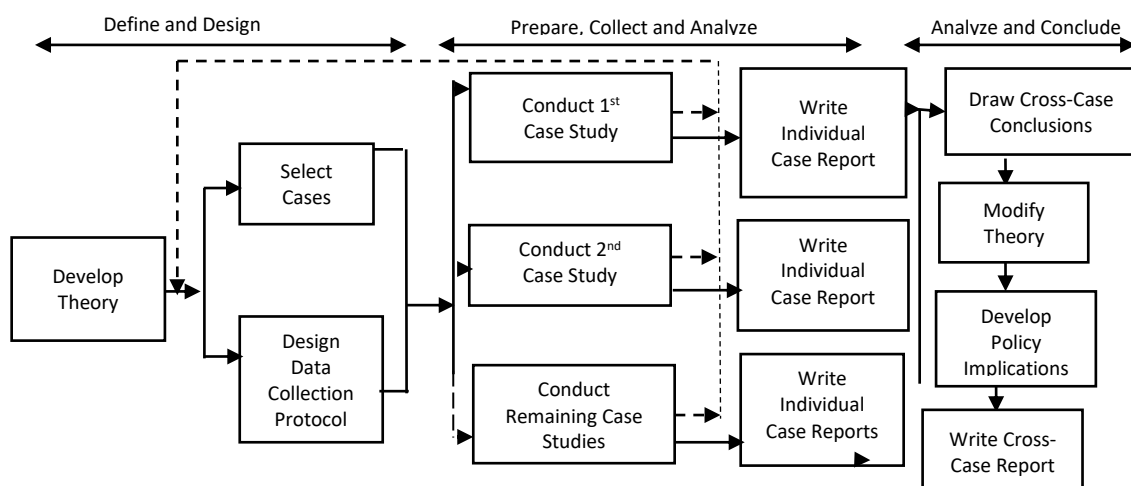 Define and Design
Prepare, Collect and Analyze
Analyze and Conclude
Develop
Theory
Select
Cases
Design
Data
Collection
Protocol
Conduct 1st
Case Study
Conduct 2nd
Case Study
Conduct
Remaining Case
Studies
Write
Individual
Case Report
Write
Individual
Case Report
Write
Individual
Case Reports
Draw Cross-Case
Conclusions
Modify
Theory
Develop
Policy
Implications
Write Cross-
Case Report